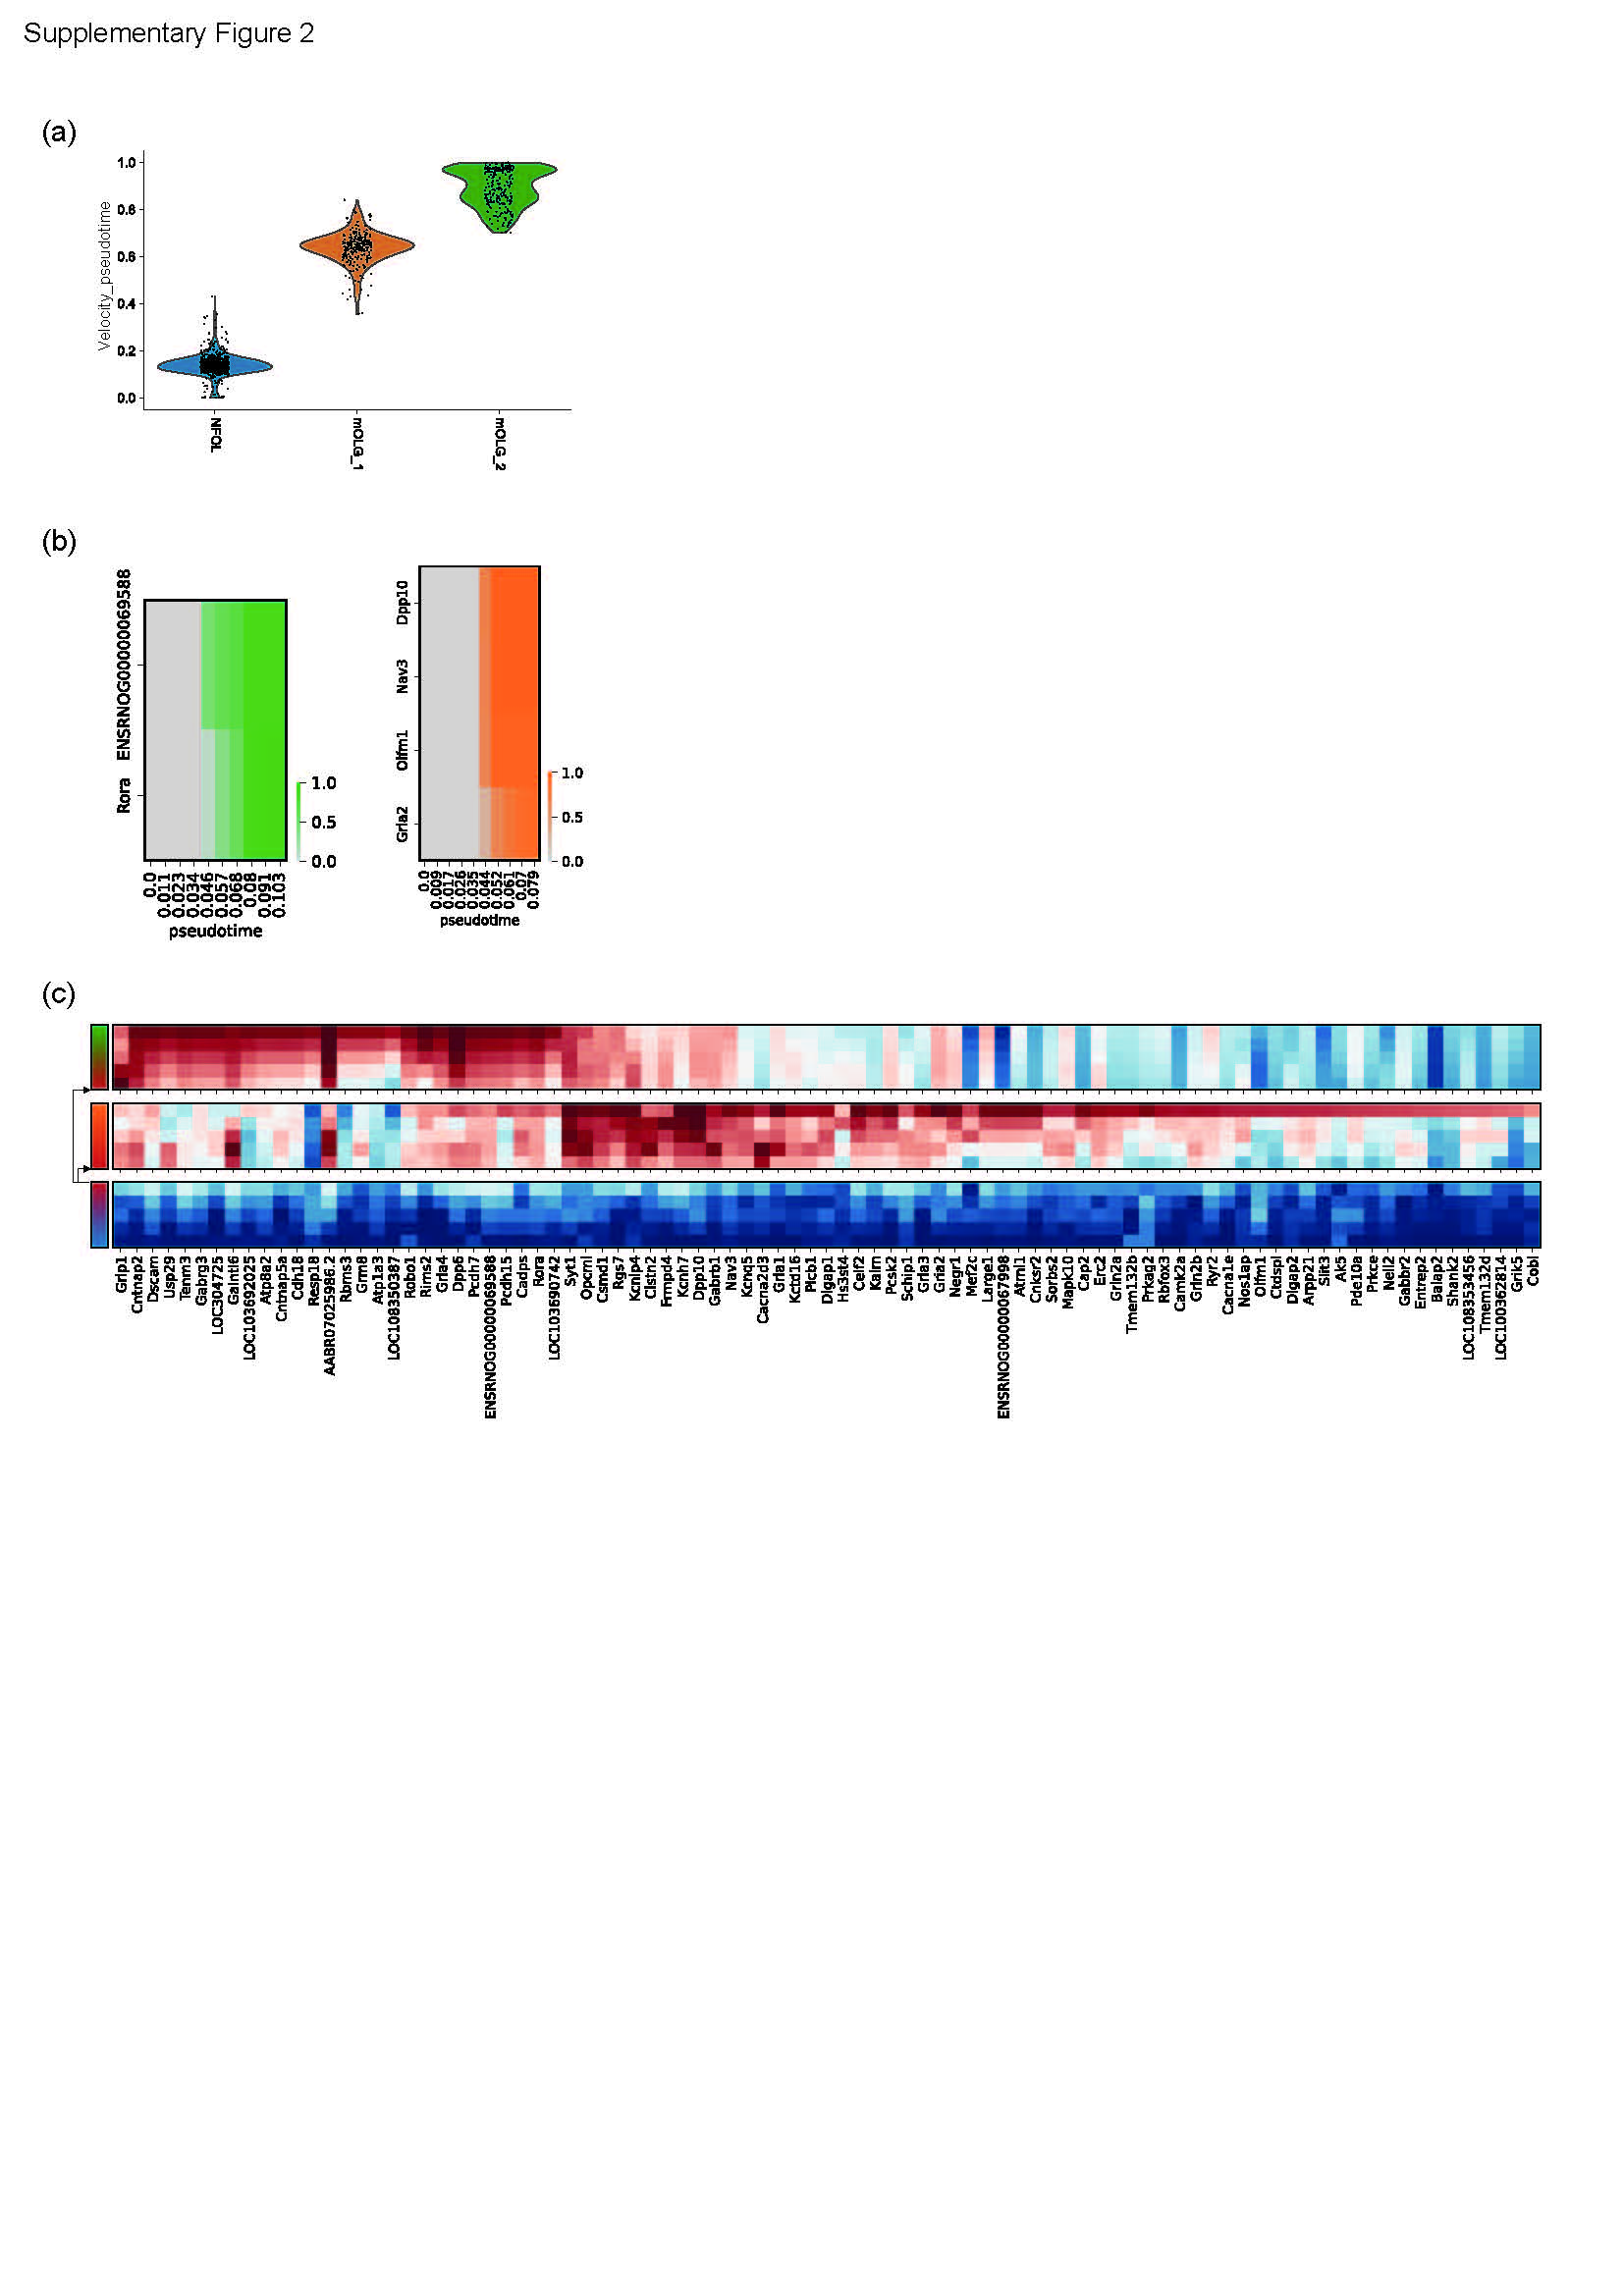 Supplementary Figure 2
(a)
Velocity_pseudotime
1.0
0.8
0.6
0.4
0.2
0.0
NFOL
mOLG_1
mOLG_2
(b)
ENSRNOG00000069588
Rora
1.0
0.5
0.0
0.0
0.011
0.023
0.034
0.046
0.057
0.068
0.08
0.091
0.103
pseudotime
Dpp10
Nav3
Olfm1
Gria2
1.0
0.5
0.0
0.0
0.009
0.017
0.026
0.035
0.044
0.052
0.061
0.07
0.079
pseudotime
(c)
Grip1
Cntnap2
Dscam
Usp29
Tenm3
Gabrg3
LOC304725
Galntl6
LOC103692025
Atp8a2
Cntnap5a
Cdh18
Resp18
AABR07025986.2
Rbms3
Grm8
Atp1a3
LOC108350387
Robo1
Rims2
Gria4
Dpp6
Pcdh7
ENSRNOG00000069588
Pcdh15
Cadps
Rora
LOC103690742
Syt1
Opcml
Csmd1
Rgs7
Kcnip4
Clstn2
Frmpd4
Kcnh7
Dpp10
Gabrb1
Nav3
Kcnq5
Cacna2d3
Gria1
Kctd16
Plcb1
Dlgap1
Hs3st4
Celf2
Kalrn
Pcsk2
Schip1
Gria3
Gria2
Negr1
Mef2c
Large1
ENSRNOG00000067998
Atrnl1
Cnksr2
Sorbs2
Mapk10
Cap2
Erc2
Grin2a
Tmem132b
Prkag2
Rbfox3
Camk2a
Grin2b
Ryr2
Cacna1e
Nos1ap
Olfm1
Ctdspl
Dlgap2
Arpp21
Slit3
Ak5
Pde10a
Prkce
Nell2
Gabbr2
Entrep2
Baiap2
Shank2
LOC108353456
Tmem132d
LOC100362814
Grik5
Cobl